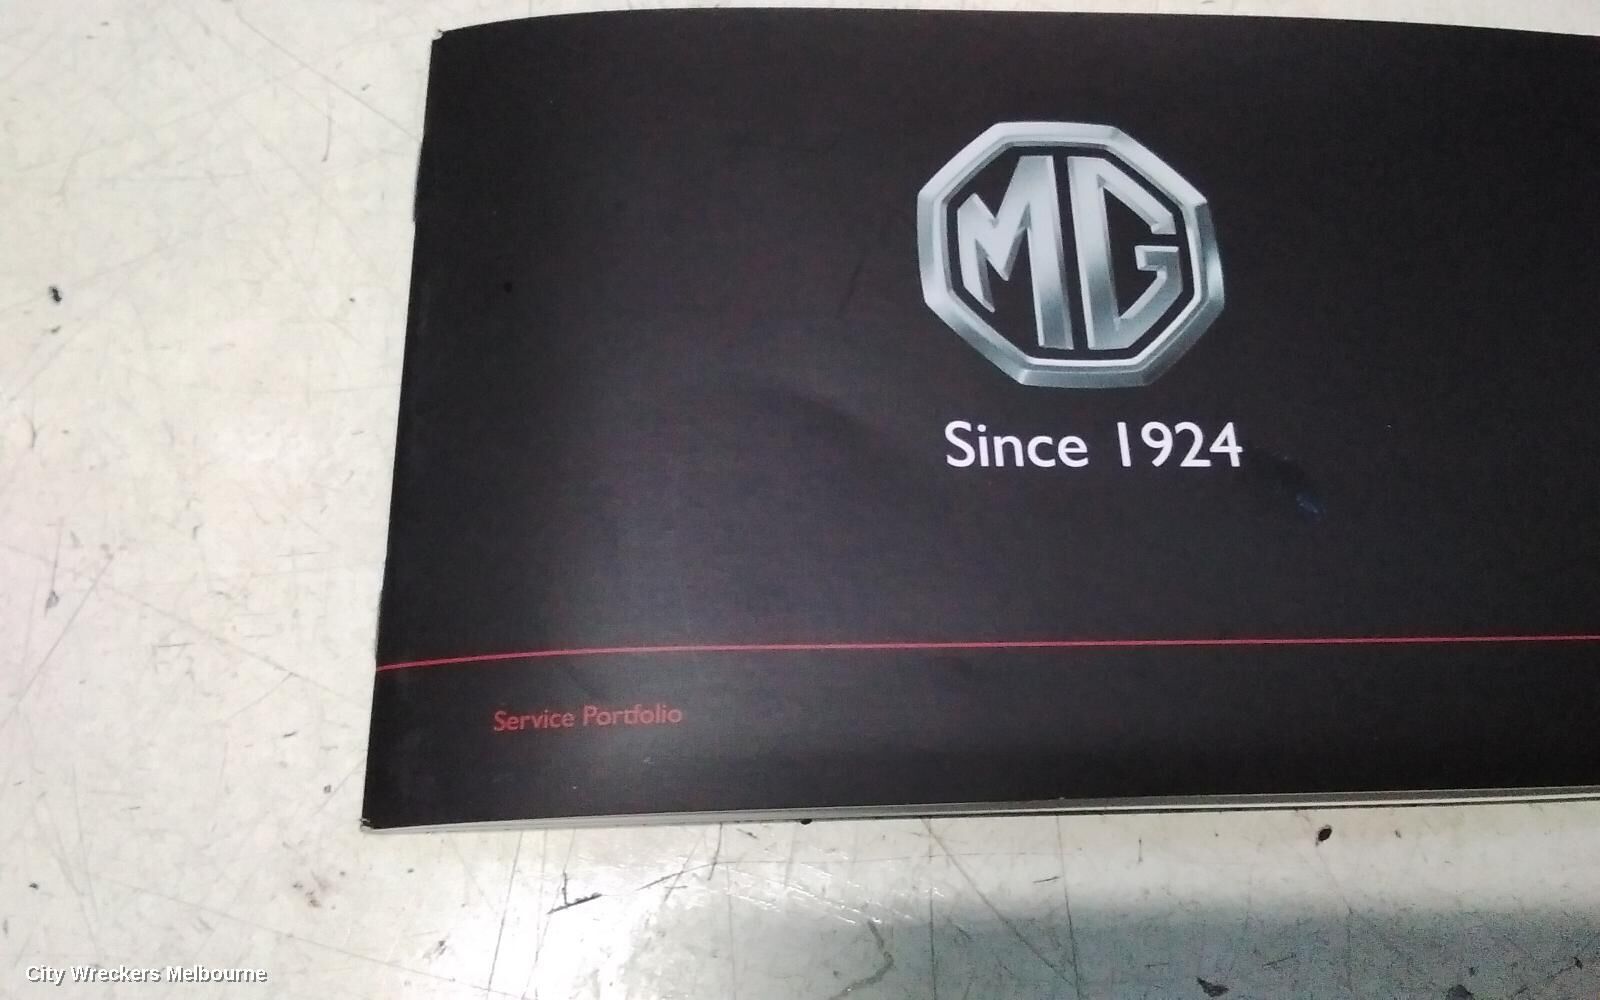 MG
Since 1924
Service Portfolio
City Wreckers Melbourne